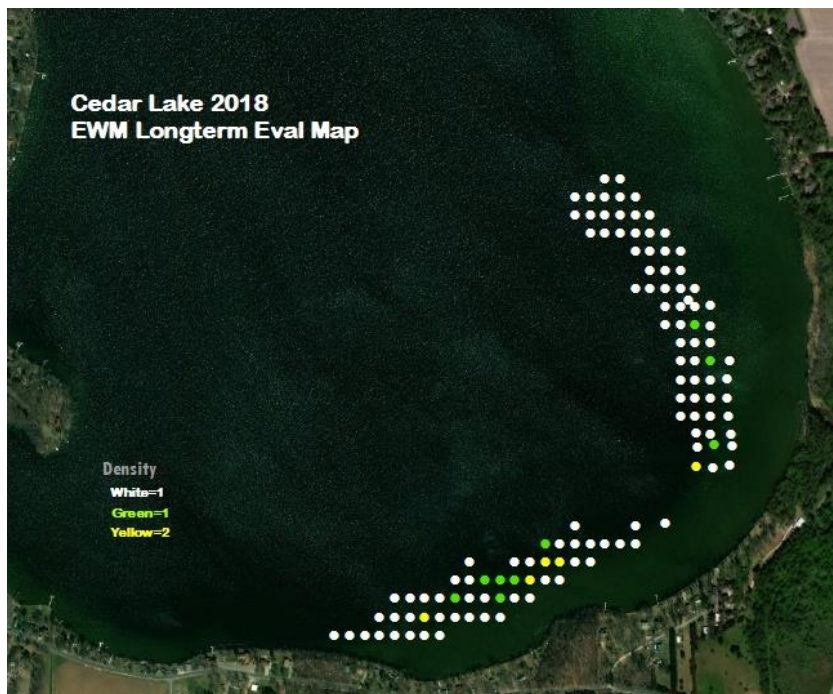 Cedar Lake 2018
EWM Longterm Eval Map
Density
White=1
Green=1
Yellow=2